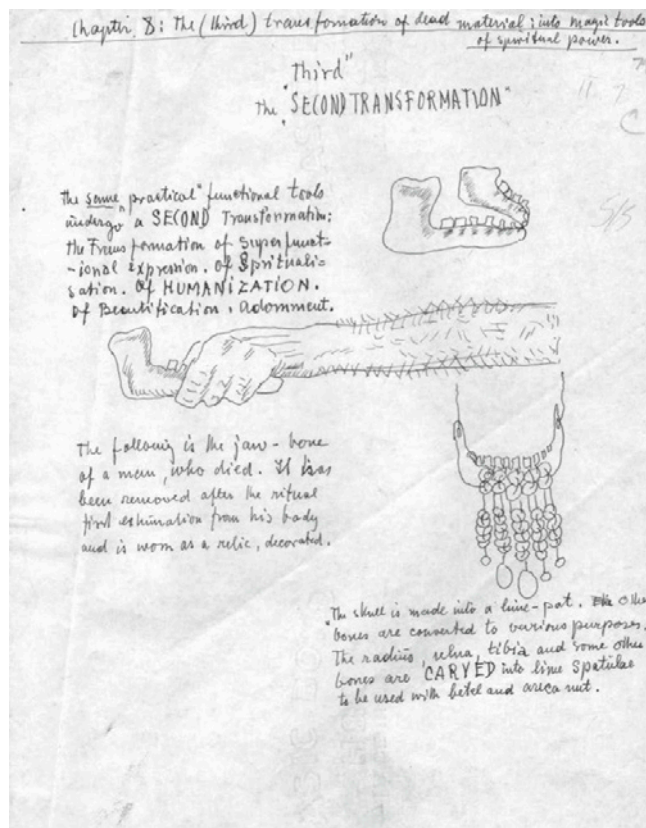 Chapter 8: The (third) transformation of dead material into magic tools
of spiritual power.
"third"
the "SECOND TRANSFORMATION"
The same "practical" functional tools
undergo a SECOND Transformation:
the Transformation of Superfunct-
-ional expression. Of Spirituali-
sation. Of HUMANIZATION.
Of Beautification. Adornment.
The following is the jaw-bone
of a man, who died. It has
been removed after the ritual
first exhumation from his body
and is worn as a relic, decorated.
"The skull is made into a lime-pot. Other
bones are converted to various purposes.
The radius, ulna, tibia and some other
bones are CARVED into lime spatulae
to be used with betel and areca nut.